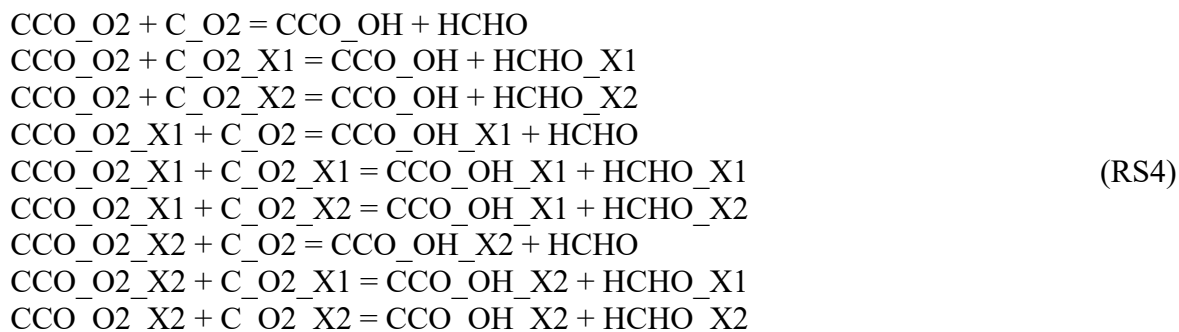 CCO_O2 + C_O2 = CCO_OH + HCHO
CCO_O2 + C_O2_X1 = CCO_OH + HCHO_X1
CCO_O2 + C_O2_X2 = CCO_OH + HCHO_X2
CCO_O2_X1 + C_O2 = CCO_OH_X1 + HCHO
CCO_O2_X1 + C_O2_X1 = CCO_OH_X1 + HCHO_X1 (RS4)
CCO_O2_X1 + C_O2_X2 = CCO_OH_X1 + HCHO_X2
CCO_O2_X2 + C_O2 = CCO_OH_X2 + HCHO
CCO_O2_X2 + C_O2_X1 = CCO_OH_X2 + HCHO_X1
CCO_O2_X2 + C_O2_X2 = CCO_OH_X2 + HCHO_X2